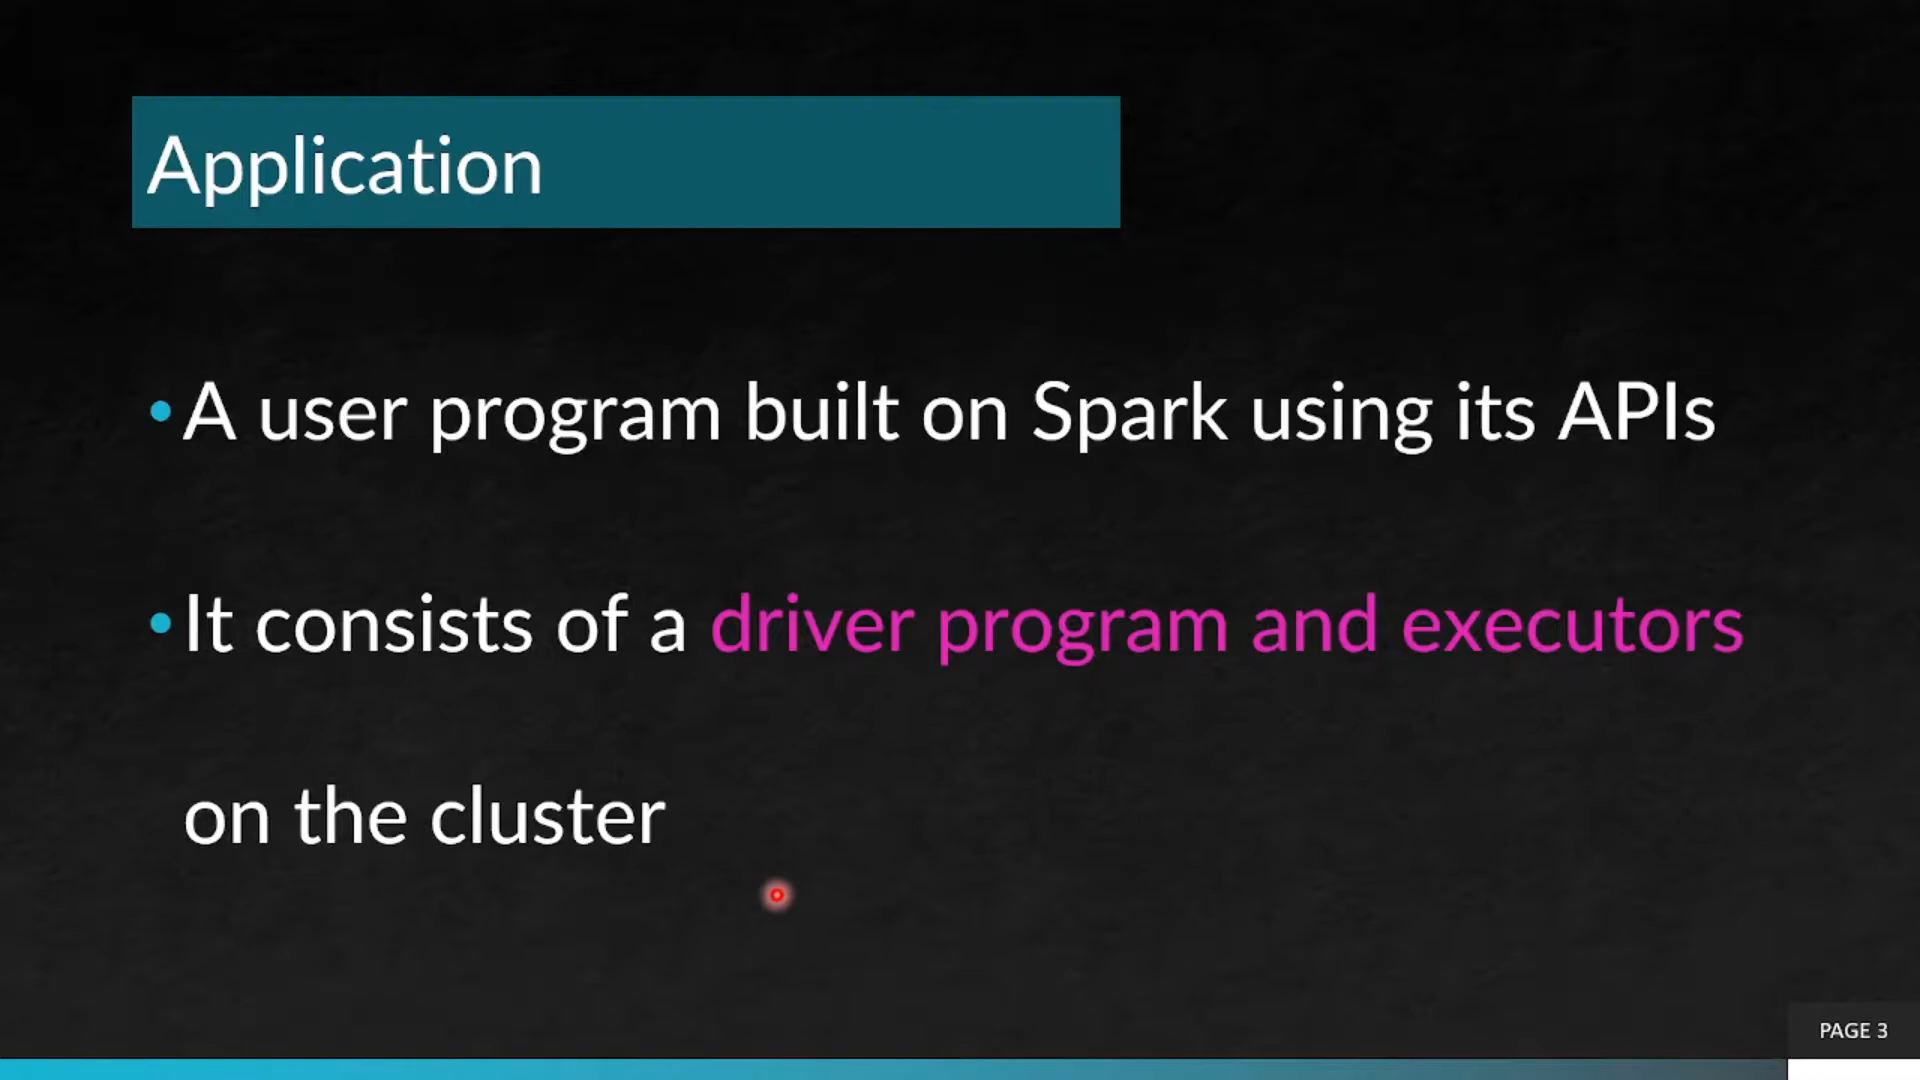 Application
• A user program built on Spark using its APIs
• It consists of a driver program and executors
on the cluster
PAGE 3